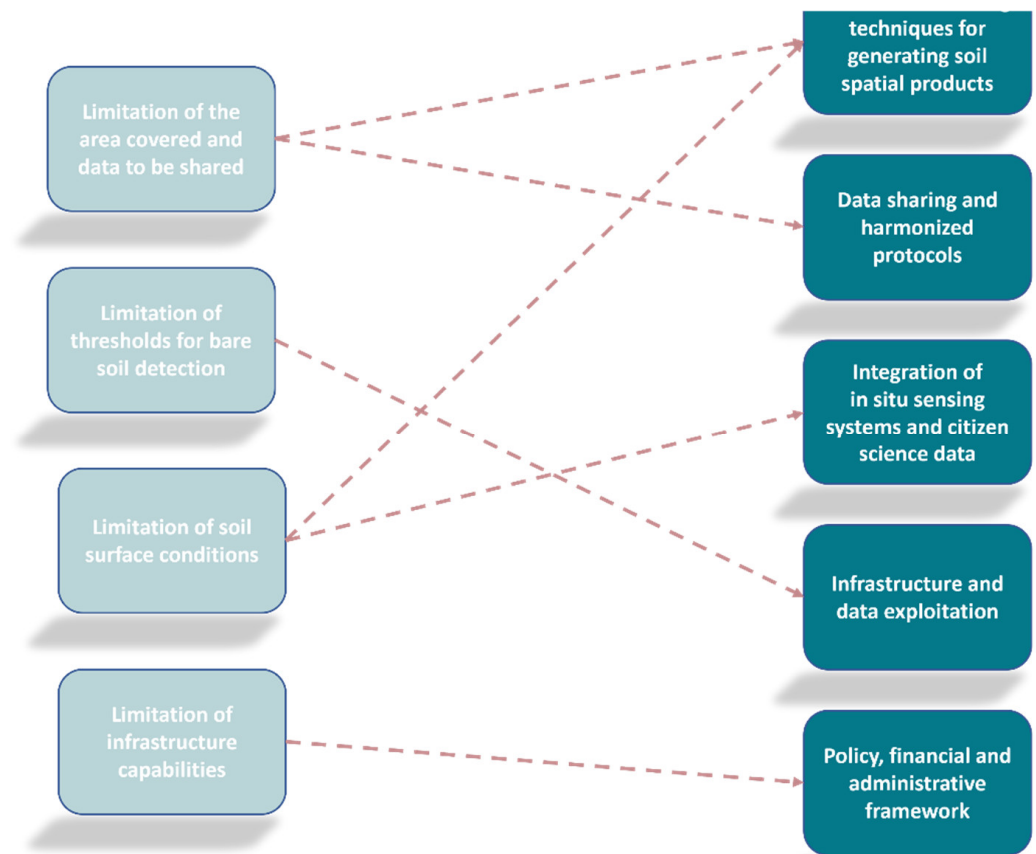 Limitation of the
area covered and
data to be shared
Limitation of
thresholds for bare
soil detection
Limitation of soil
surface conditions
Limitation of
infrastructure
capabilities
techniques for
generating soil
spatial products
Data sharing and
harmonized
protocols
Integration of
in situ sensing
systems and citizen
science data
Infrastructure and
data exploitation
Policy, financial and
administrative
framework